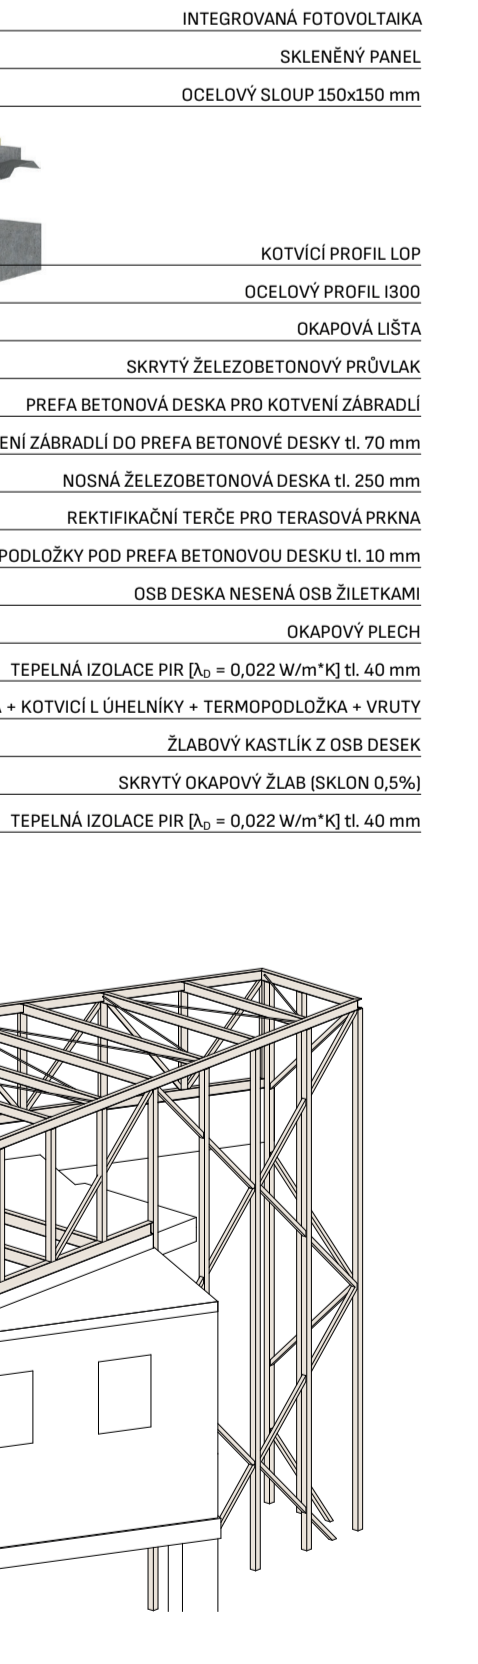 INTEGROVANÁ FOTOVOLTAIKA
SKLENĚNÝ PANEL
OCELOVÝ SLOUP 150x150 mm
KOTVÍCÍ PROFIL LOP
OCELOVÝ PROFIL I300
OKAPOVÁ LIŠTA
SKRYTÝ ŽELEZOBETONOVÝ PRŮVLAK
PREFA BETONOVÁ DESKA PRO KOTVENÍ ZÁBRADLÍ
ENÍ ZÁBRADLÍ DO PREFA BETONOVÉ DESKY tl. 70 mm
NOSNÁ ŽELEZOBETONOVÁ DESKA tl. 250 mm
REKTIFIKAČNÍ TERČE PRO TERASOVÁ PRKNA
PODLOŽKY POD PREFA BETONOVOU DESKU tl. 10 mm
OSB DESKA NESENÁ OSB ŽILETKAMI
OKAPOVÝ PLECH
TEPELNÁ IZOLACE PIR [λD = 0,022 W/m*K] tl. 40 mm
+ KOTVICÍ L ÚHELNÍKY + TERMOPODLOŽKA + VRUTY
ŽLABOVÝ KASTLÍK Z OSB DESEK
SKRYTÝ OKAPOVÝ ŽLAB (SKLON 0,5%)
TEPELNÁ IZOLACE PIR [λD = 0,022 W/m*K] tl. 40 mm